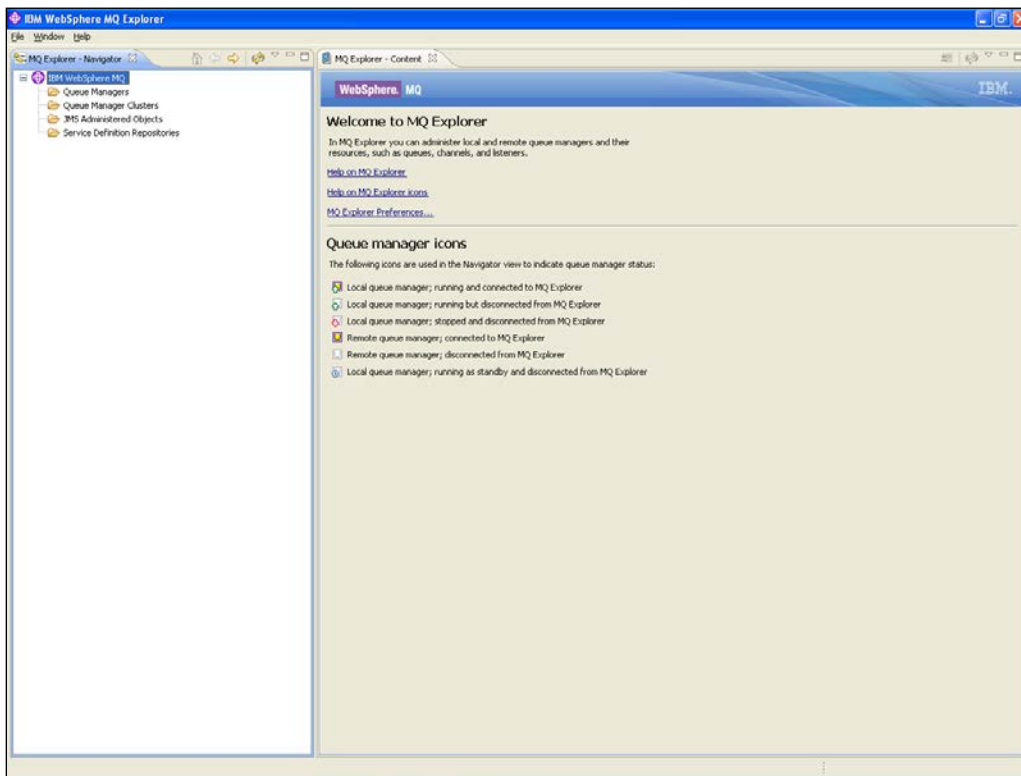 IBM WebSphere MQ Explorer
File Window Help
MQ Explorer - Navigator
IBM WebSphere MQ
Queue Managers
Queue Manager Clusters
JMS Administered Objects
Service Definition Repositories
MQ Explorer - Content
WebSphere. MQ
IBM.
Welcome to MQ Explorer
In MQ Explorer you can administer local and remote queue managers and their
resources, such as queues, channels, and listeners.
Help on MQ Explorer
Help on MQ Explorer icons
MQ Explorer Preferences...
Queue manager icons
The following icons are used in the Navigator view to indicate queue manager status:
Local queue manager; running and connected to MQ Explorer
Local queue manager; running but disconnected from MQ Explorer
Local queue manager; stopped and disconnected from MQ Explorer
Remote queue manager; connected to MQ Explorer
Remote queue manager; disconnected from MQ Explorer
Local queue manager; running as standby and disconnected from MQ Explorer